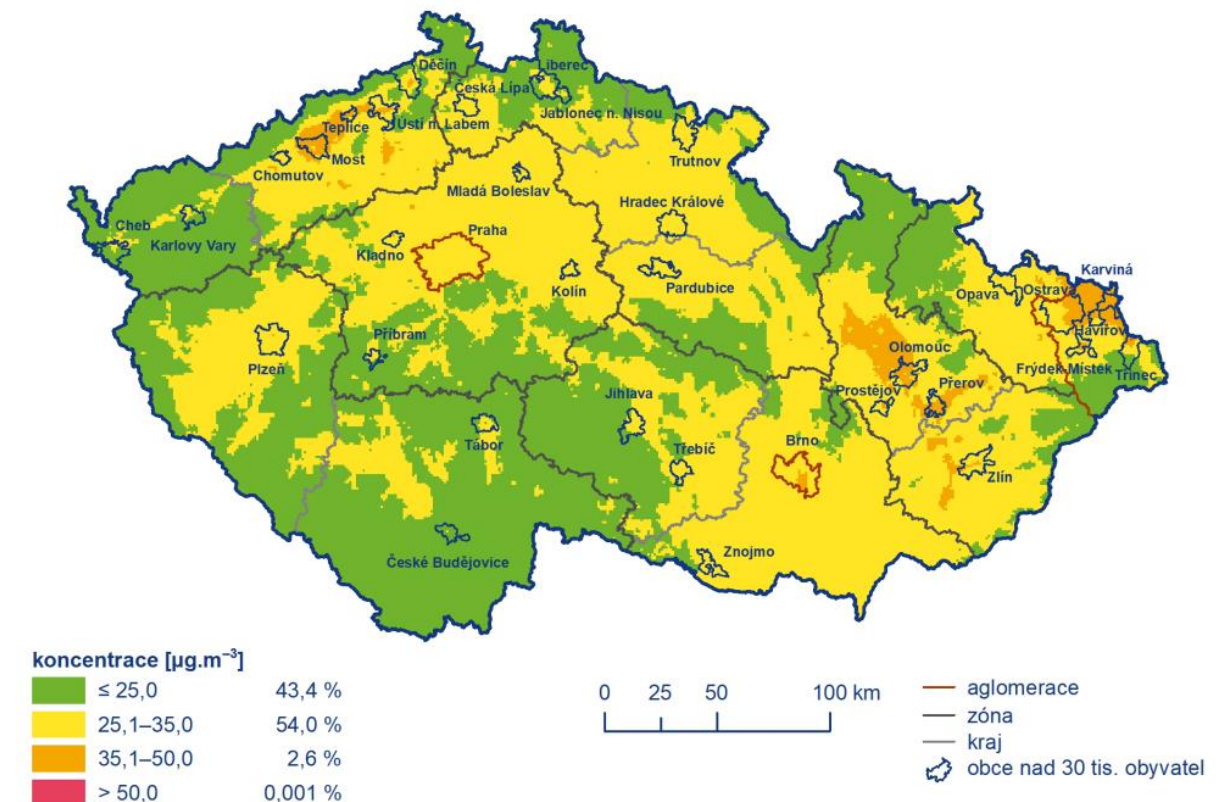 Děčín
Liberec
Česká Lípa
Jablonec n. Nisou
Teplice
Ústí n. Labem
Most
Chomutov
Trutnov
Mladá Boleslav
Hradec Králové
Cheb
Karlovy Vary
Praha
Kladno
Kolín
Pardubice
Karviná
Opava
Ostrava
Havířov
Příbram
Plzeň
Olomouc
Frýdek-Místek
Třinec
Prostějov
Přerov
Jihlava
Tábor
Třebíč
Brno
Zlín
Znojmo
České Budějovice
koncentrace [µg.m⁻³]
≤ 25,0 43,4 %
25,1–35,0 54,0 %
35,1–50,0 2,6 %
> 50,0 0,001 %
0 25 50 100 km
aglomerace
zóna
kraj
obce nad 30 tis. obyvatel